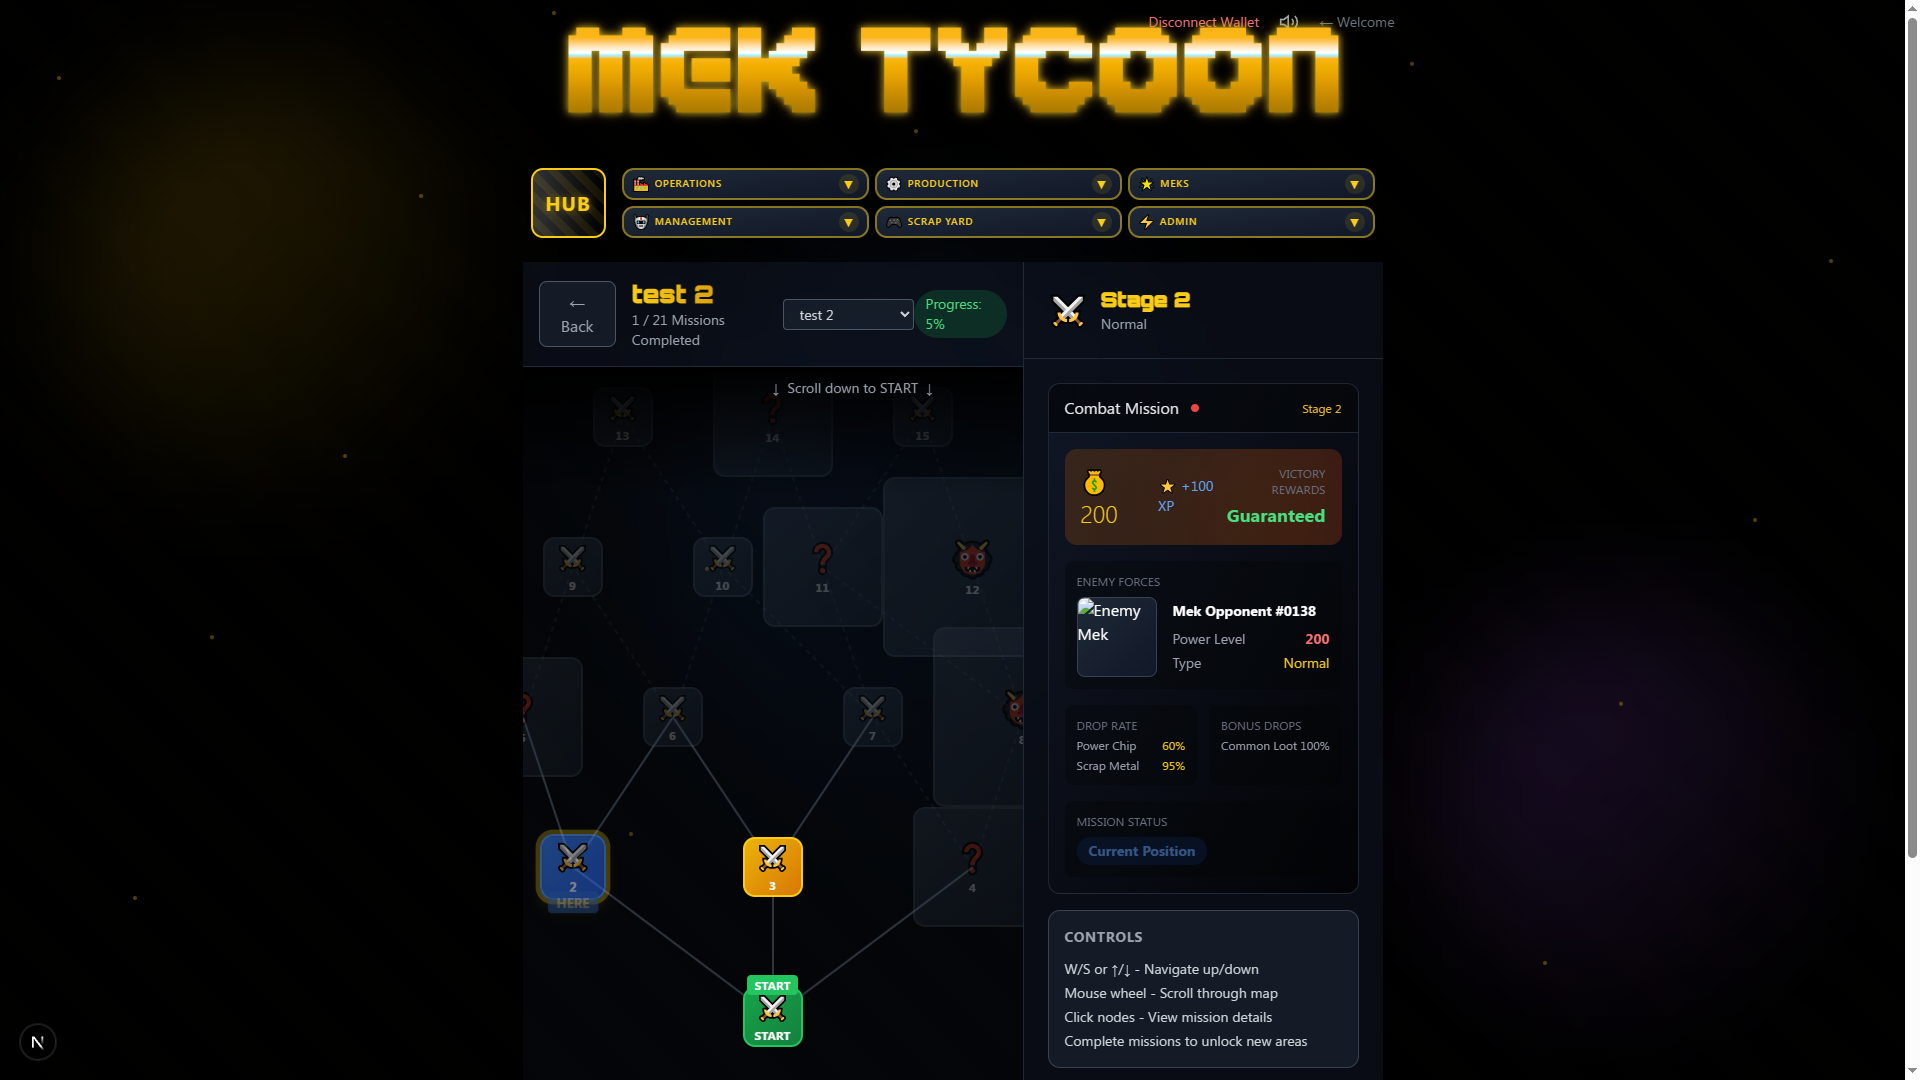 Disconnect Wallet
← Welcome
MEK TYCOON
HUB
OPERATIONS ▼
PRODUCTION ▼
MEKS ▼
MANAGEMENT ▼
SCRAP YARD ▼
ADMIN ▼
←
Back
test 2
1 / 21 Missions
Completed
test 2
Progress:
5%
↓ Scroll down to START ↓
13
14
15
9
10
11
12
6
7
2
HERE
3
4
START
START
Stage 2
Normal
Combat Mission
Stage 2
200
+100
XP
VICTORY
REWARDS
Guaranteed
ENEMY FORCES
Enemy
Mek
Mek Opponent #0138
Power Level 200
Type Normal
DROP RATE
Power Chip 60%
Scrap Metal 95%
BONUS DROPS
Common Loot 100%
MISSION STATUS
Current Position
CONTROLS
W/S or ↑/↓ - Navigate up/down
Mouse wheel - Scroll through map
Click nodes - View mission details
Complete missions to unlock new areas
N